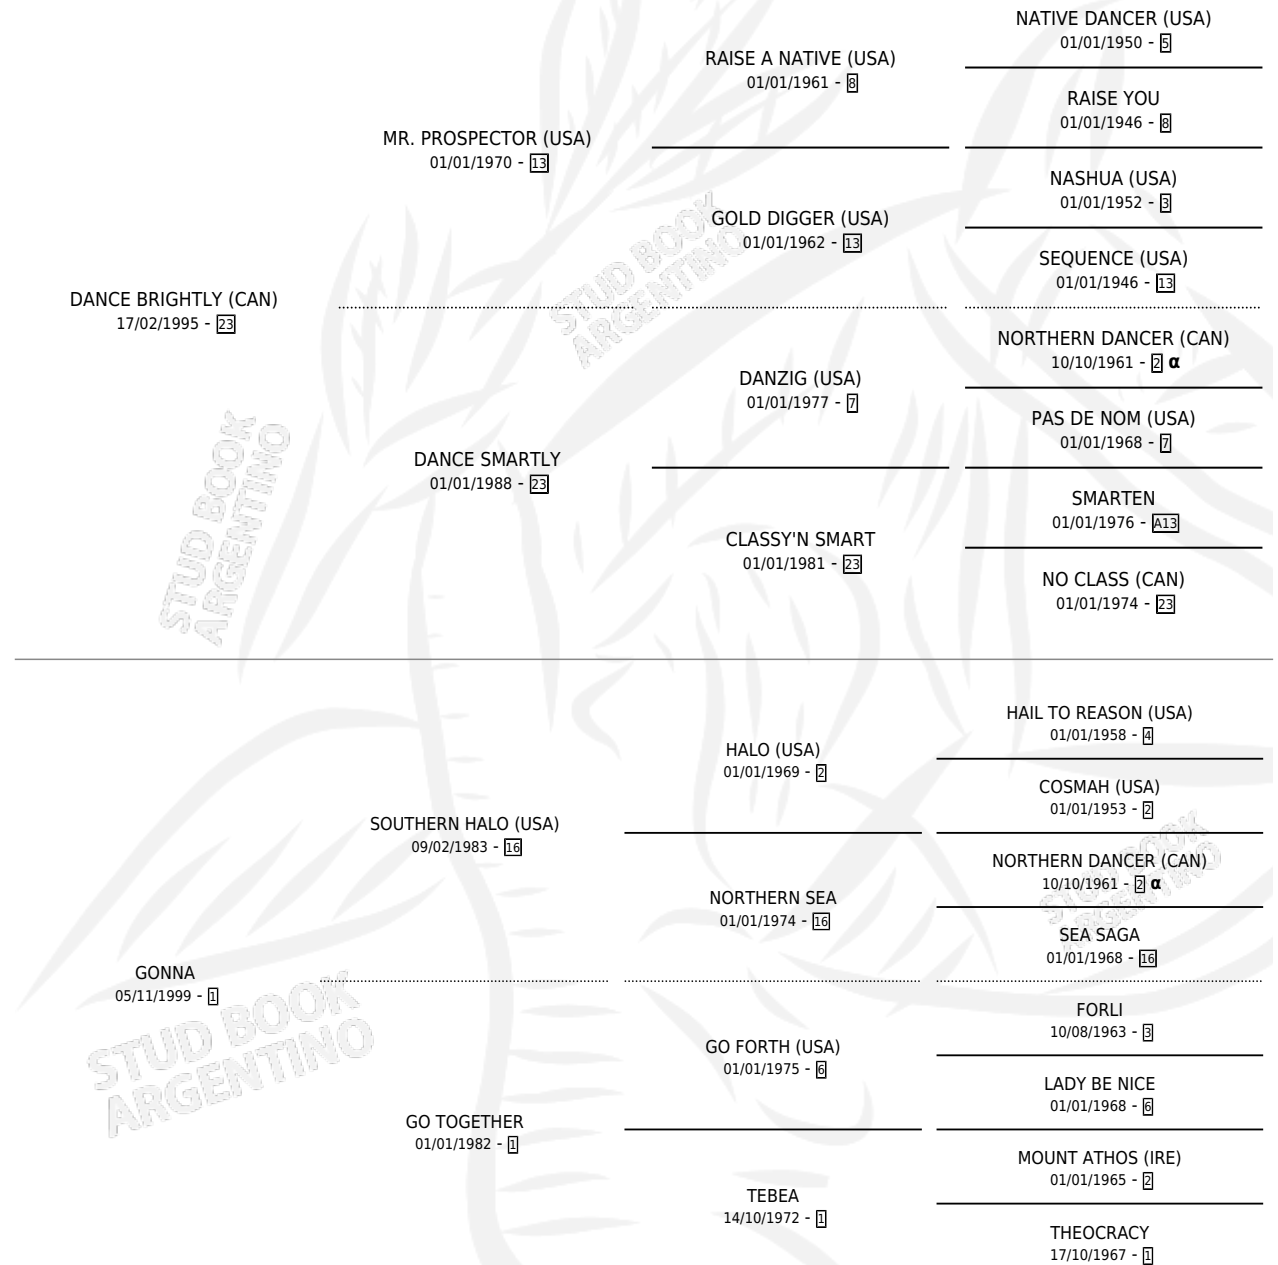 NATIVE DANCER (USA)
01/01/1950 - 5
RAISE A NATIVE (USA)
01/01/1961 - 8
RAISE YOU
01/01/1946 - 8
MR. PROSPECTOR (USA)
01/01/1970 - 13
NASHUA (USA)
01/01/1952 - 3
GOLD DIGGER (USA)
01/01/1962 - 13
SEQUENCE (USA)
01/01/1946 - 13
DANCE BRIGHTLY (CAN)
17/02/1995 - 23
NORTHERN DANCER (CAN)
10/10/1961 - 2 α
DANZIG (USA)
01/01/1977 - 7
PAS DE NOM (USA)
01/01/1968 - 7
DANCE SMARTLY
01/01/1988 - 23
SMARTEN
01/01/1976 - A13
CLASSY'N SMART
01/01/1981 - 23
NO CLASS (CAN)
01/01/1974 - 23
HAIL TO REASON (USA)
01/01/1958 - 4
HALO (USA)
01/01/1969 - 2
COSMAH (USA)
01/01/1953 - 2
SOUTHERN HALO (USA)
09/02/1983 - 16
NORTHERN DANCER (CAN)
10/10/1961 - 2 α
NORTHERN SEA
01/01/1974 - 16
SEA SAGA
01/01/1968 - 16
GONNA
05/11/1999 - 1
FORLI
10/08/1963 - 3
GO FORTH (USA)
01/01/1975 - 6
LADY BE NICE
01/01/1968 - 6
GO TOGETHER
01/01/1982 - 1
MOUNT ATHOS (IRE)
01/01/1965 - 2
TEBEA
14/10/1972 - 1
THEOCRACY
17/10/1967 - 1
STUD BOOK
ARGENTINO
STUD BOOK
ARGENTINO
STUD BOOK
ARGENTINO
STUD BOOK
ARGENTINO